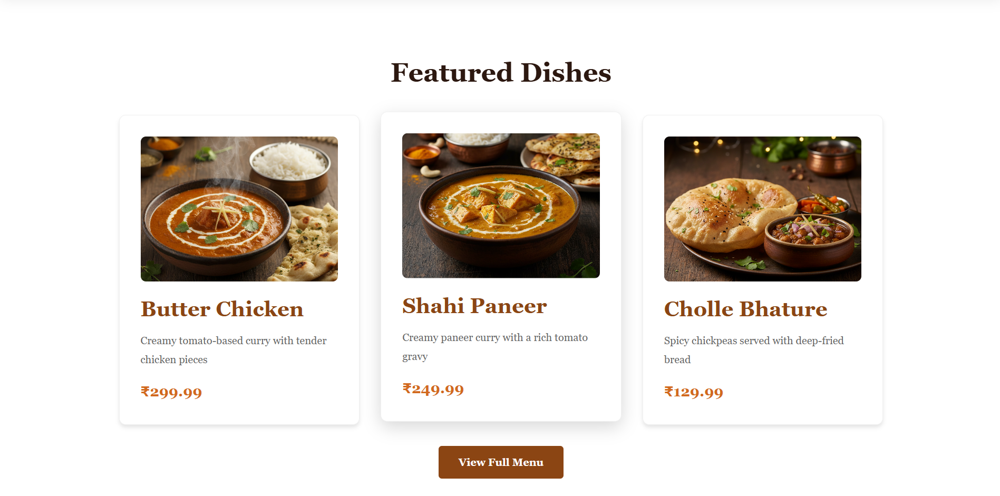 Featured Dishes
Butter Chicken
Creamy tomato-based curry with tender
chicken pieces
₹299.99
Shahi Paneer
Creamy paneer curry with a rich tomato
gravy
₹249.99
Cholle Bhature
Spicy chickpeas served with deep-fried
bread
₹129.99
View Full Menu